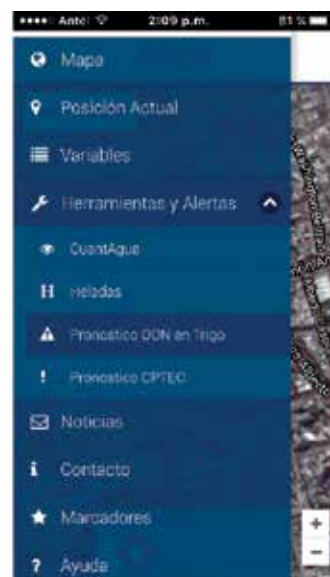 Antel 2:09 p.m. 81 %
Mapa
Posición Actual
Variables
Herramientas y Alertas
CuantAgua
H Heladas
Pronostico DON en Trigo
! Pronostico CPTEC
Noticias
i Contacto
Marcadores
? Ayuda
+
−